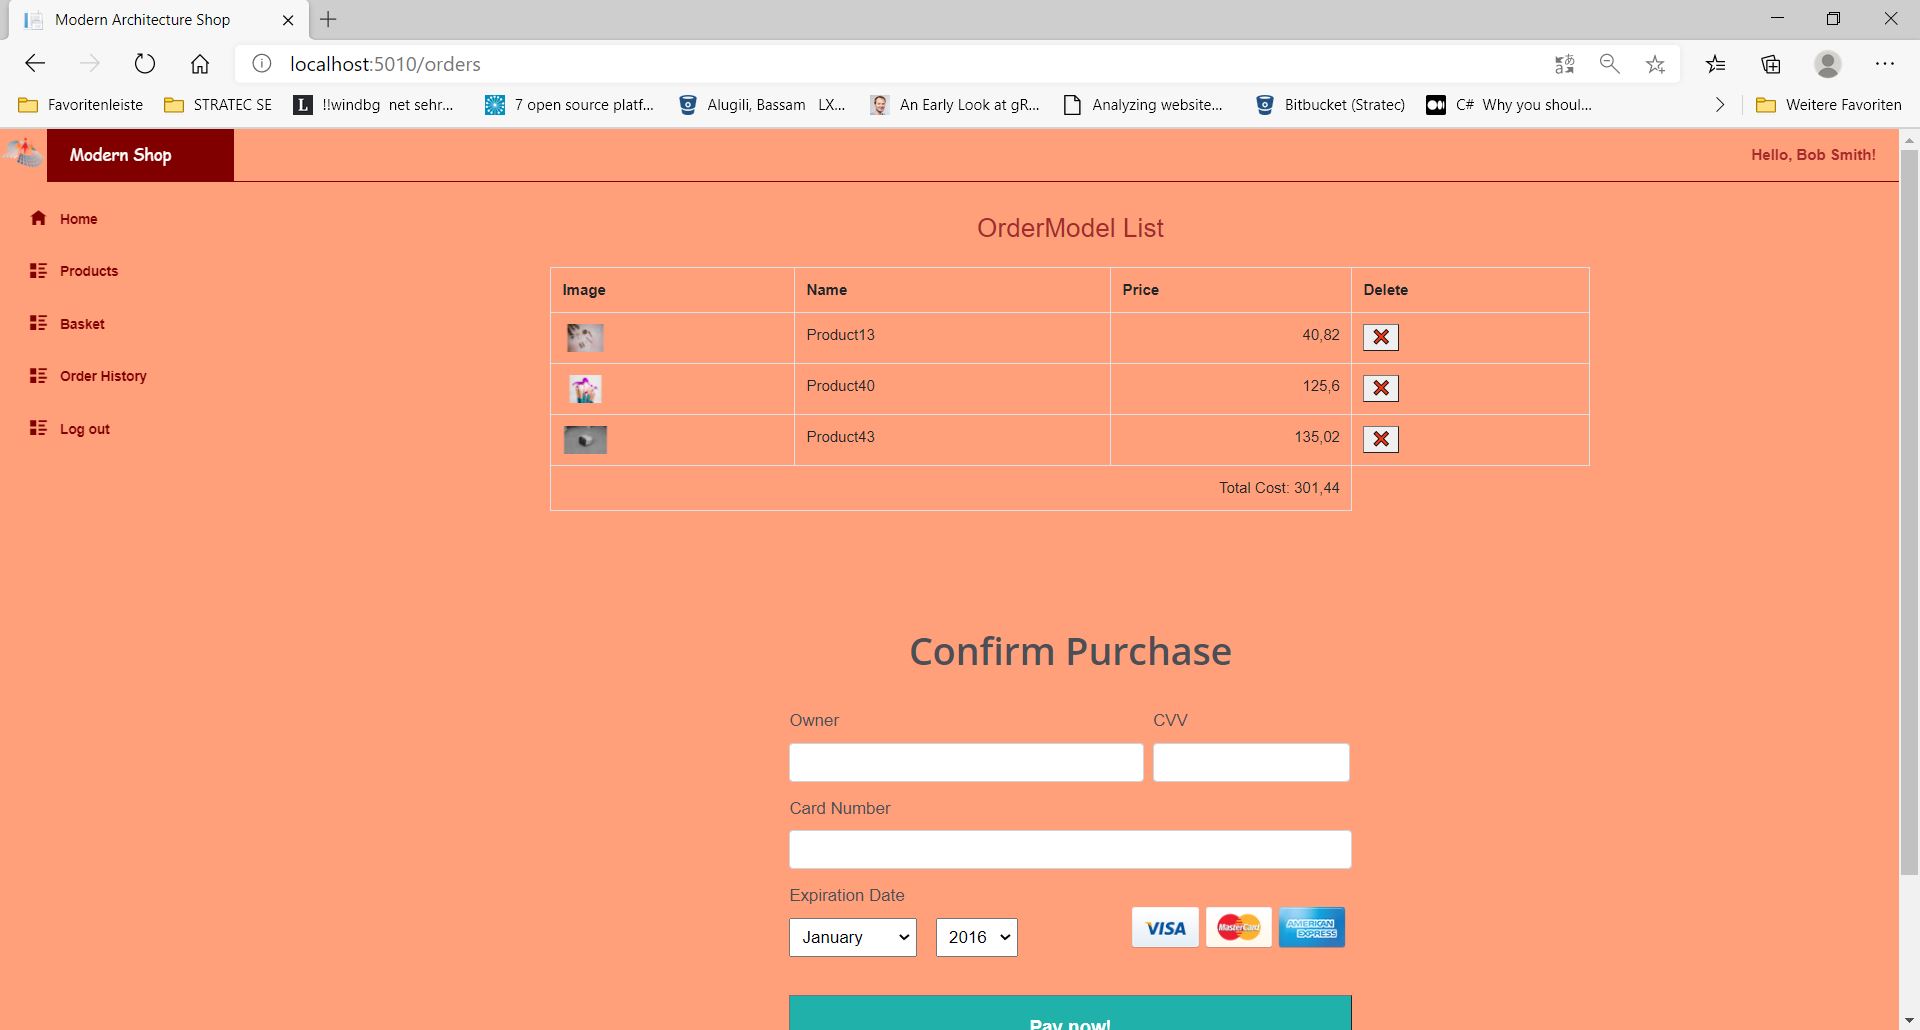 Modern Architecture Shop
localhost:5010/orders
Favoritenleiste STRATEC SE !!windbg net sehr... 7 open source platf... Alugili, Bassam LX... An Early Look at gR... Analyzing website... Bitbucket (Stratec) C# Why you shoul... Weitere Favoriten
Modern Shop Hello, Bob Smith!
Home
Products
Basket
Order History
Log out
OrderModel List
Image Name Price Delete
Product13 40,82
Product40 125,6
Product43 135,02
Total Cost: 301,44
Confirm Purchase
Owner CVV
Card Number
Expiration Date
January 2016 VISA MasterCard AMERICAN EXPRESS
Pay now!